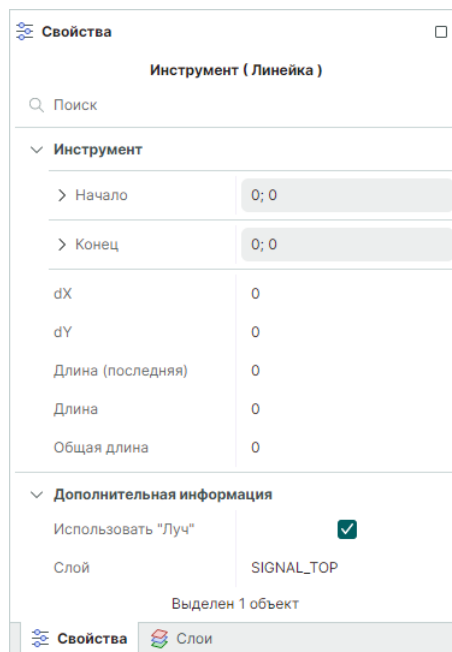 Свойства
Инструмент ( Линейка )
Поиск
Инструмент
Начало 0; 0
Конец 0; 0
dX 0
dY 0
Длина (последняя) 0
Длина 0
Общая длина 0
Дополнительная информация
Использовать "Луч"
Слой SIGNAL_TOP
Выделен 1 объект
Свойства Слои